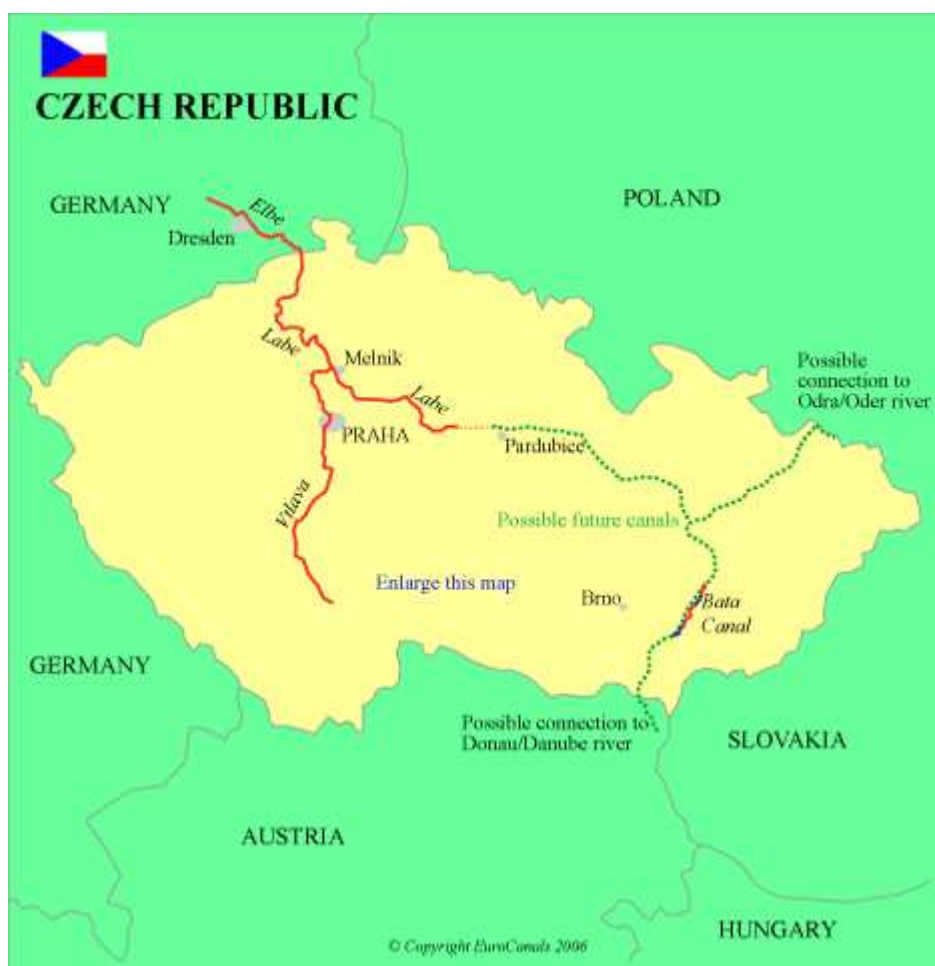 CZECH REPUBLIC
GERMANY
Elbe
POLAND
Dresden
Labe
Melnik
Possible
connection to
Odra/Oder river
Labe
PRAHA
Pardubice
Vltava
Possible future canals
Enlarge this map
Brno
Bata
Canal
GERMANY
Possible connection to
Donau/Danube river
SLOVAKIA
AUSTRIA
HUNGARY
© Copyright EuroCanals 2006